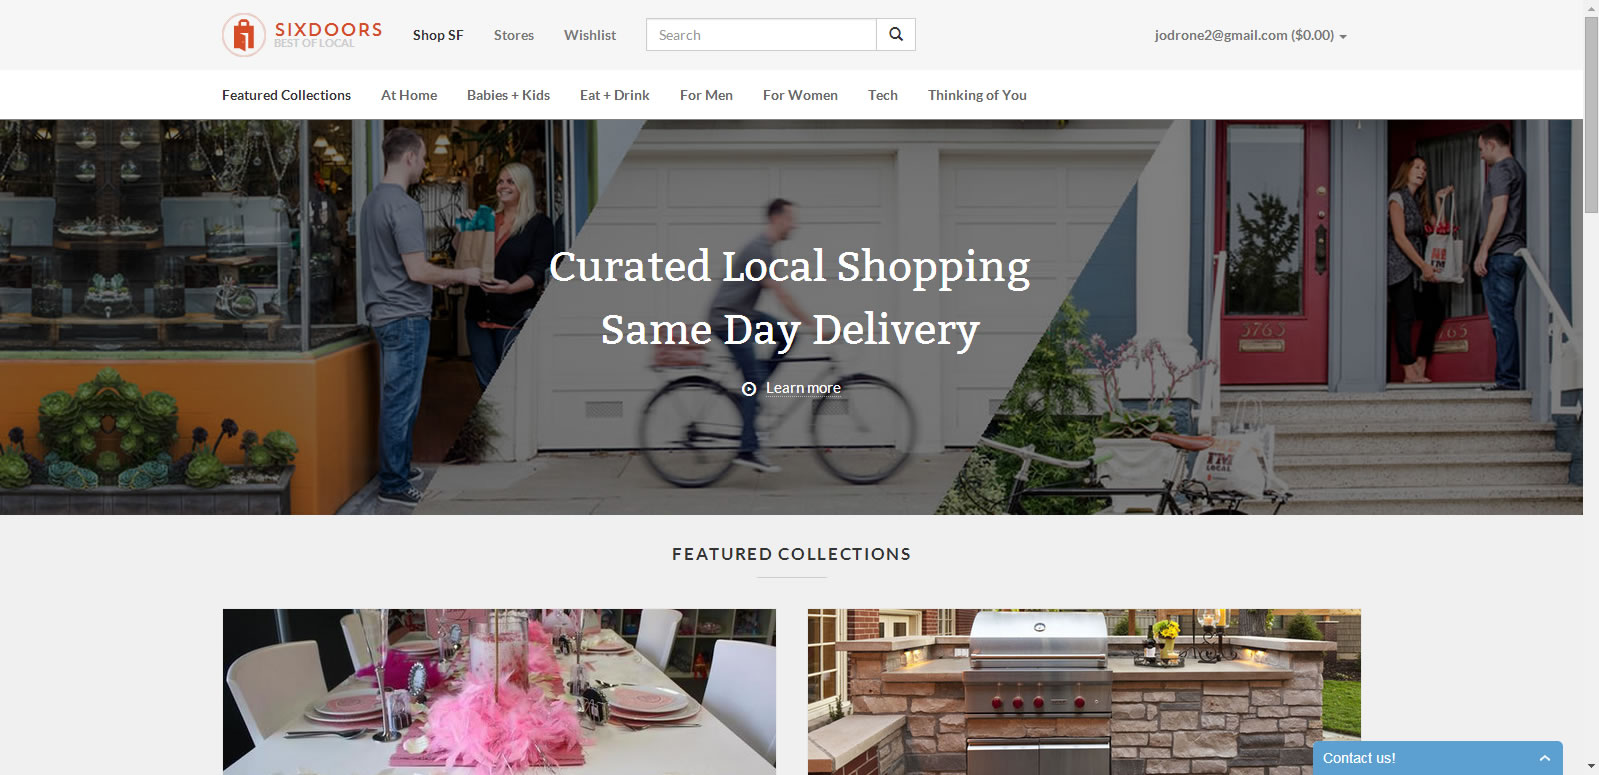 SIXDOORS
BEST OF LOCAL
Shop SF
Stores
Wishlist
Search
jodrone2@gmail.com ($0.00)
Featured Collections
At Home
Babies + Kids
Eat + Drink
For Men
For Women
Tech
Thinking of You
Curated Local Shopping
Same Day Delivery
Learn more
3765
I'M
LOCAL
FEATURED COLLECTIONS
Contact us!